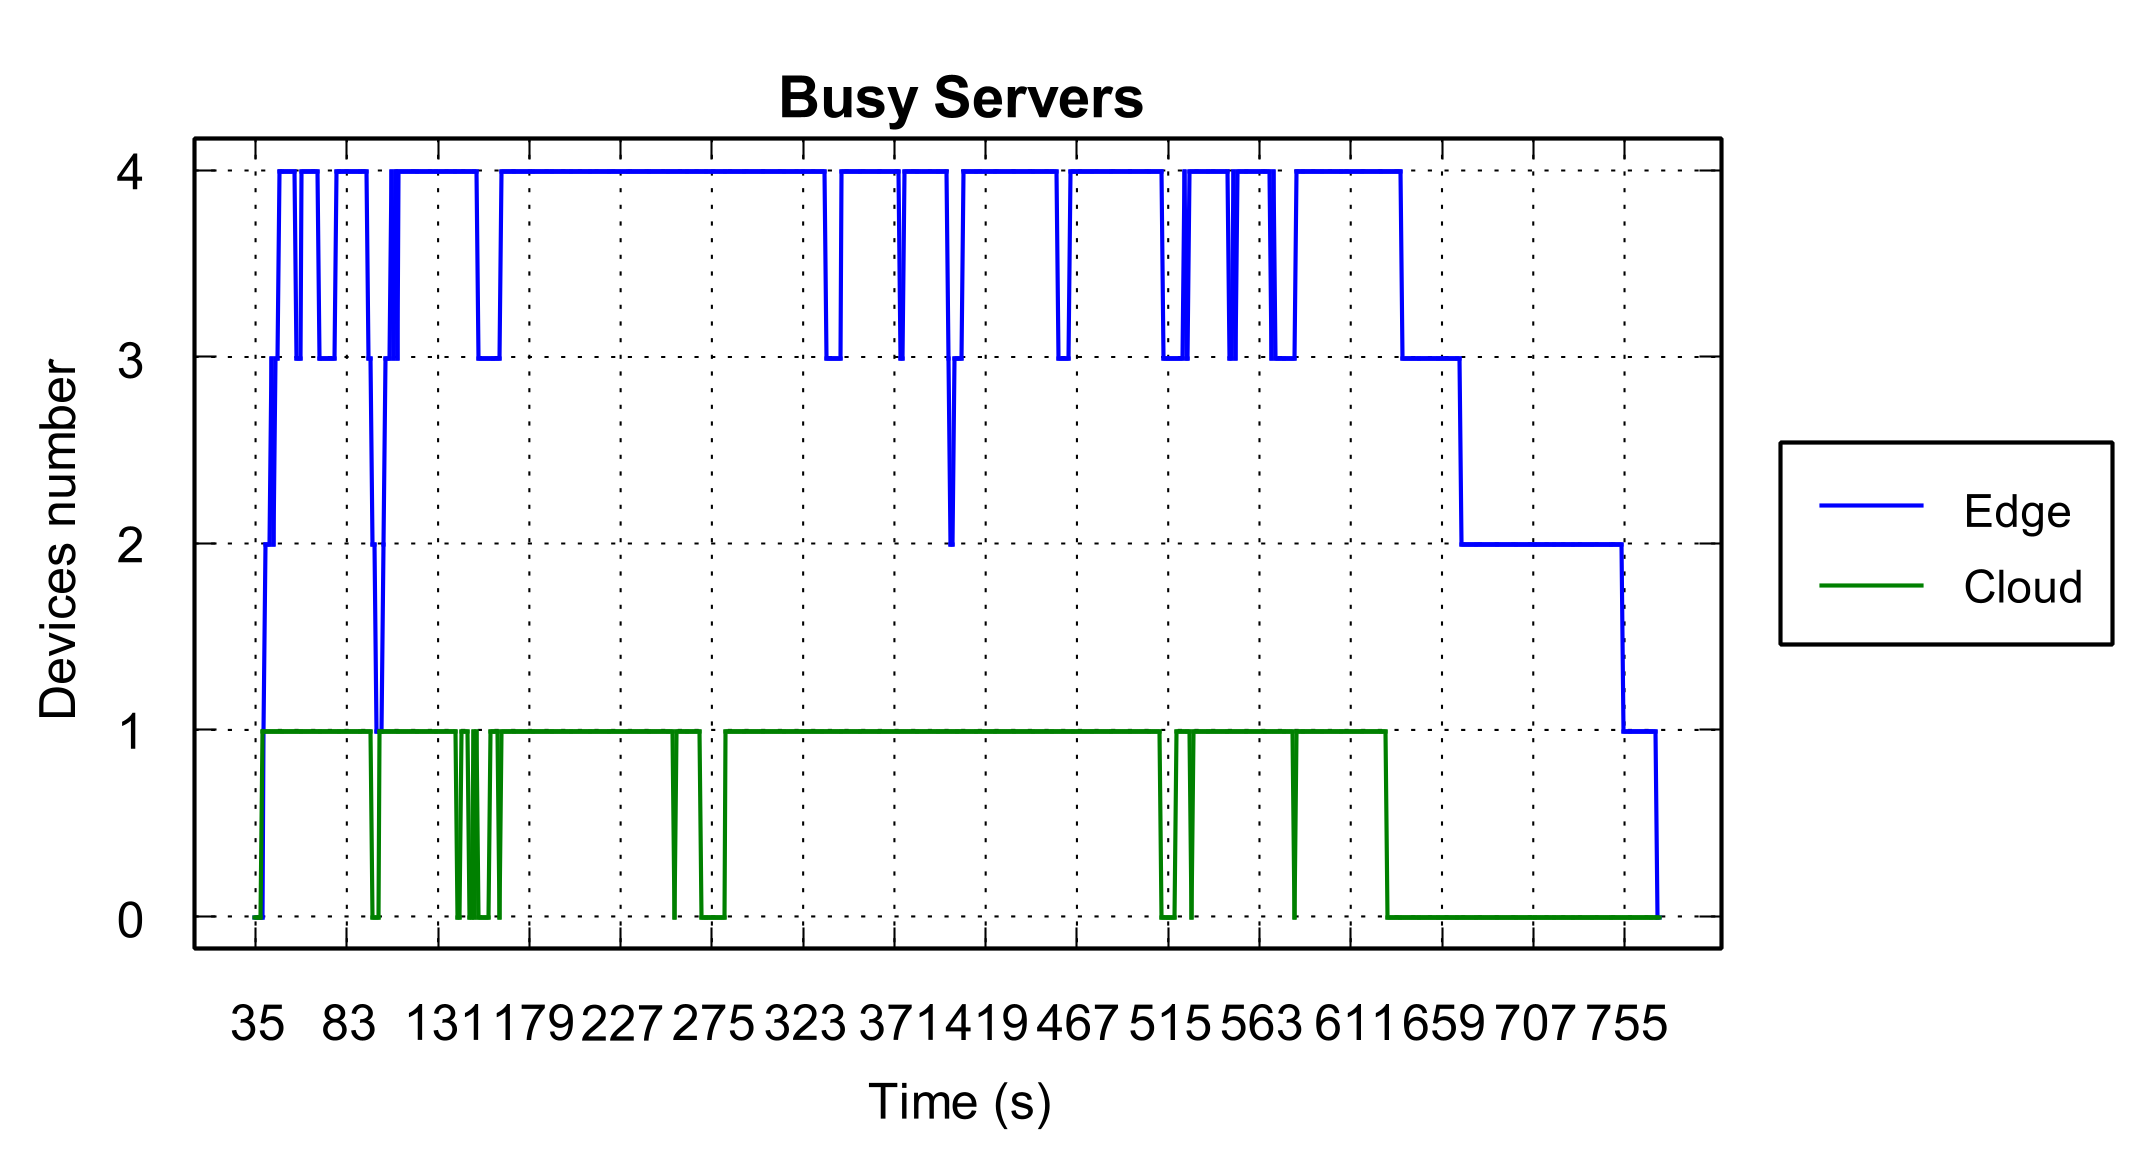 Busy Servers
4
3
2
1
0
Devices number
35 83 131 179 227 275 323 371 419 467 515 563 611 659 707 755
Time (s)
Edge
Cloud